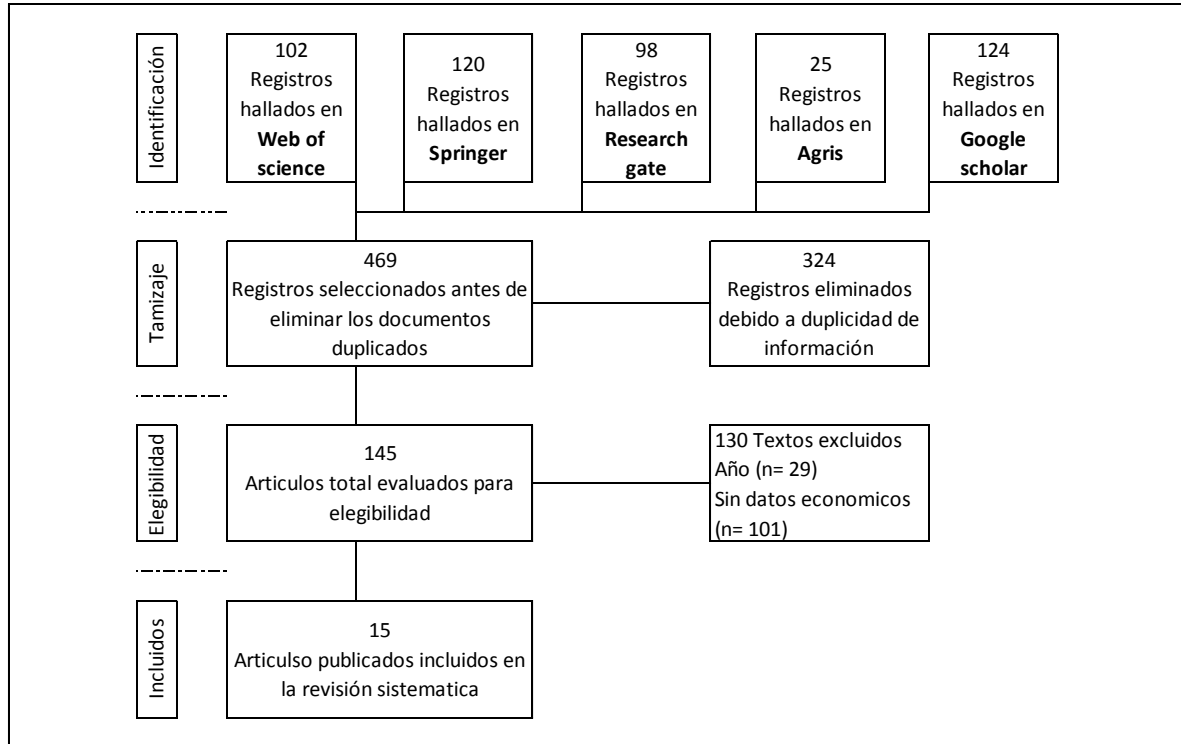 Identificación
102
Registros
hallados en
Web of
science
120
Registros
hallados en
Springer
98
Registros
hallados en
Research
gate
25
Registros
hallados en
Agris
124
Registros
hallados en
Google
scholar
Tamizaje
469
Registros seleccionados antes de
eliminar los documentos
duplicados
324
Registros eliminados
debido a duplicidad de
información
Elegibilidad
145
Articulos total evaluados para
elegibilidad
130 Textos excluidos
Año (n= 29)
Sin datos economicos
(n= 101)
Incluidos
15
Articulso publicados incluidos en
la revisión sistematica